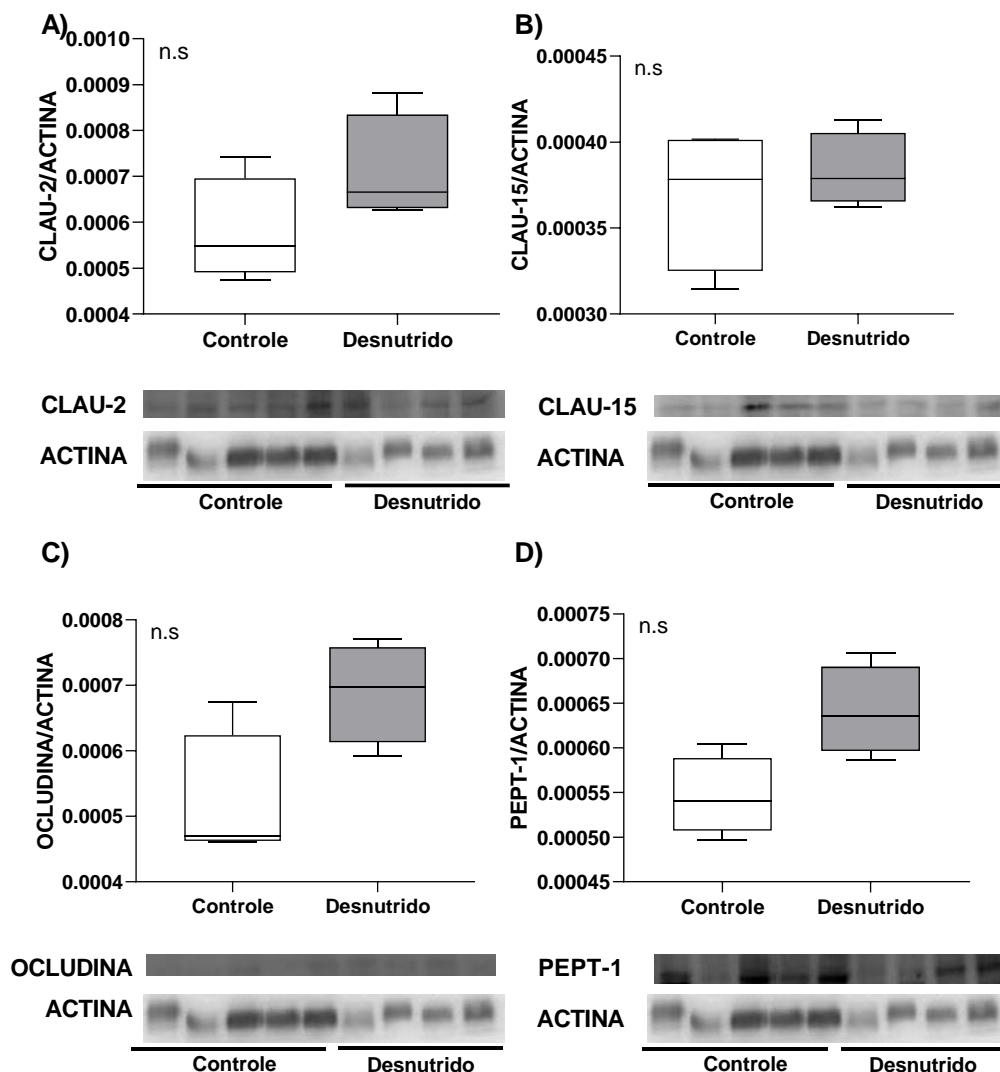 A)
n.s
CLAU-2/ACTINA
0.0010
0.0009
0.0008
0.0007
0.0006
0.0005
0.0004
Controle Desnutrido
CLAU-2
ACTINA
Controle Desnutrido
B)
n.s
CLAU-15/ACTINA
0.00045
0.00040
0.00035
0.00030
Controle Desnutrido
CLAU-15
ACTINA
Controle Desnutrido
C)
n.s
OCLUDINA/ACTINA
0.0008
0.0007
0.0006
0.0005
0.0004
Controle Desnutrido
OCLUDINA
ACTINA
Controle Desnutrido
D)
n.s
PEPT-1/ACTINA
0.00075
0.00070
0.00065
0.00060
0.00055
0.00050
0.00045
Controle Desnutrido
PEPT-1
ACTINA
Controle Desnutrido